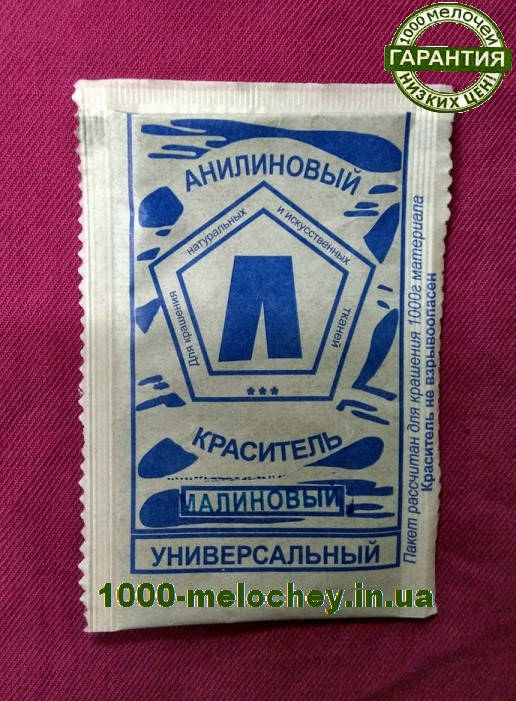 1000 МЕЛОЧЕЙ
ГАРАНТИЯ
НИЗКИХ ЦЕН!
АНИЛИНОВЫЙ
Для крашения натуральных и искусственных тканей
Л
***
КРАСИТЕЛЬ
МАЛИНОВЫЙ
УНИВЕРСАЛЬНЫЙ
Пакет рассчитан для крашения 1000г материала
Краситель не взрывоопасен
1000-melochey.in.ua